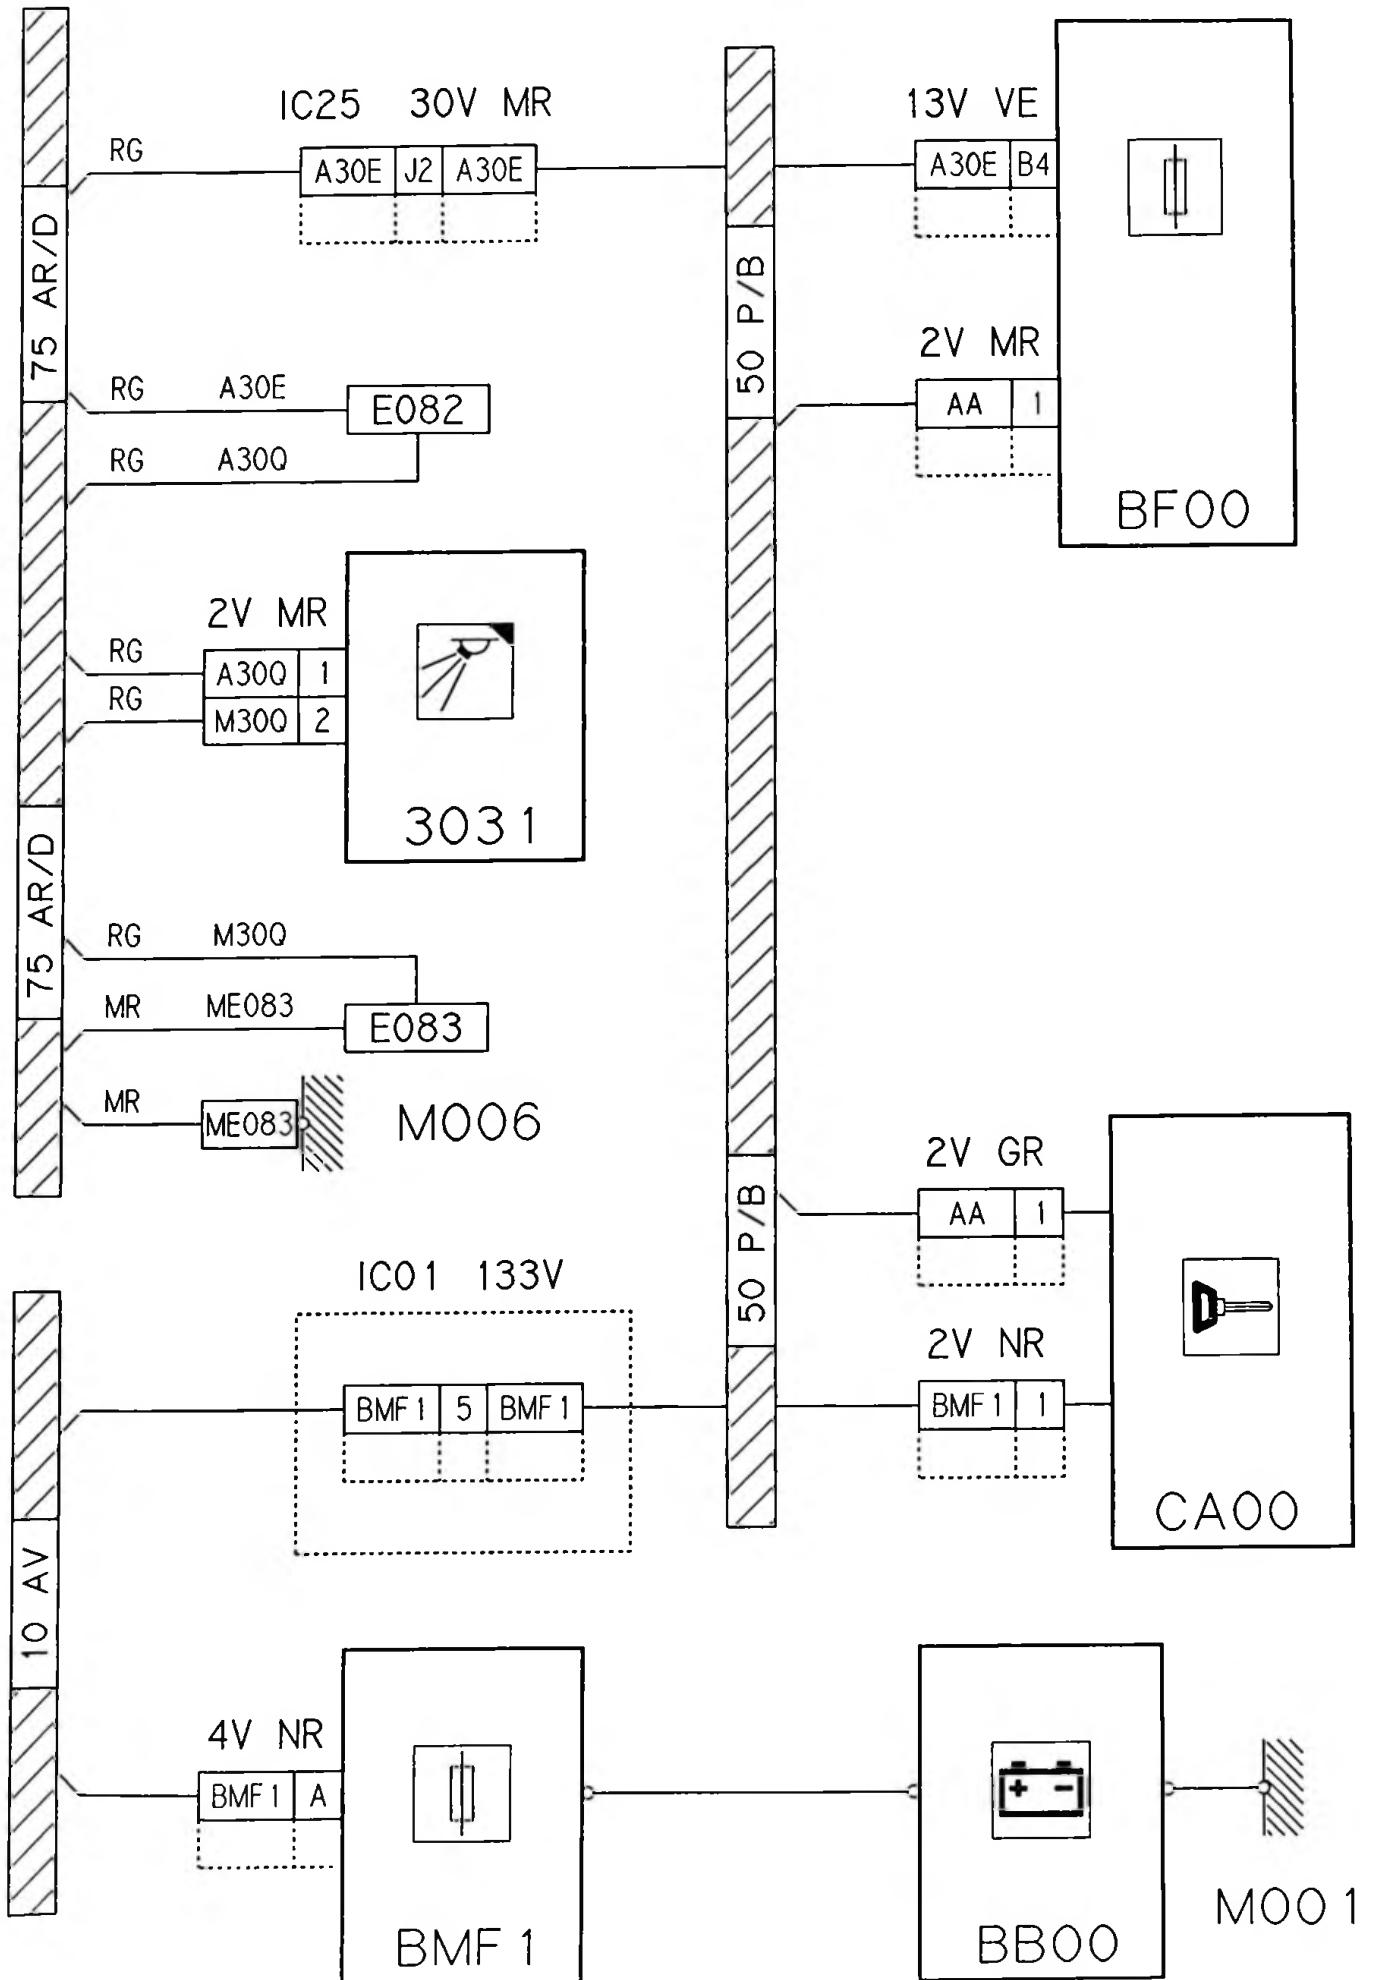 IC25 30V MR
13V VE
RG
A30E J2 A30E
A30E B4
75 AR/D
50 P/B
2V MR
RG A30E
E082
AA 1
RG A30Q
BF00
2V MR
RG
A30Q 1
RG
M30Q 2
3031
75 AR/D
RG M30Q
MR ME083
E083
MR
ME083
M006
2V GR
AA 1
50 P/B
IC01 133V
2V NR
BMF1 5 BMF1
BMF1 1
CA00
10 AV
4V NR
BMF1 A
+ −
M001
BMF1
BB00